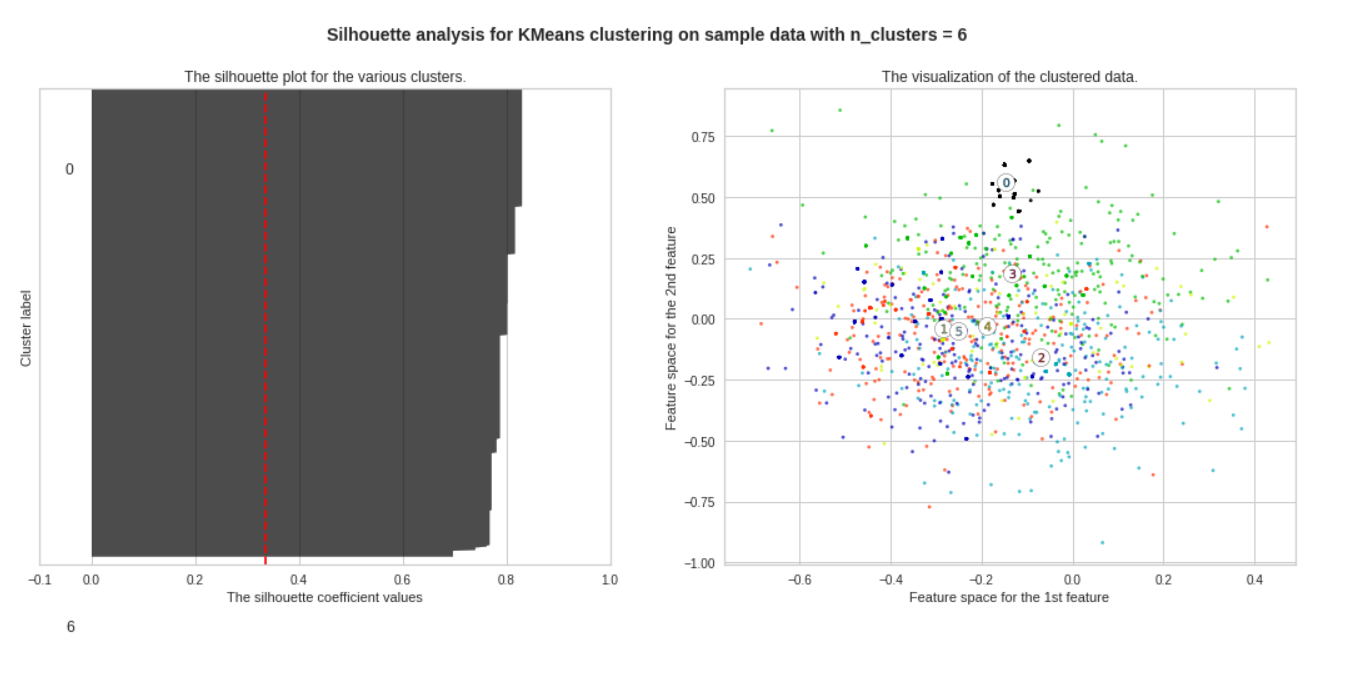 Silhouette analysis for KMeans clustering on sample data with n_clusters = 6
The silhouette plot for the various clusters.
Cluster label
0
−0.1 0.0 0.2 0.4 0.6 0.8 1.0
The silhouette coefficient values
6
The visualization of the clustered data.
Feature space for the 2nd feature
0.75
0.50
0.25
0.00
−0.25
−0.50
−0.75
−1.00
0
3
1 5 4
2
−0.6 −0.4 −0.2 0.0 0.2 0.4
Feature space for the 1st feature